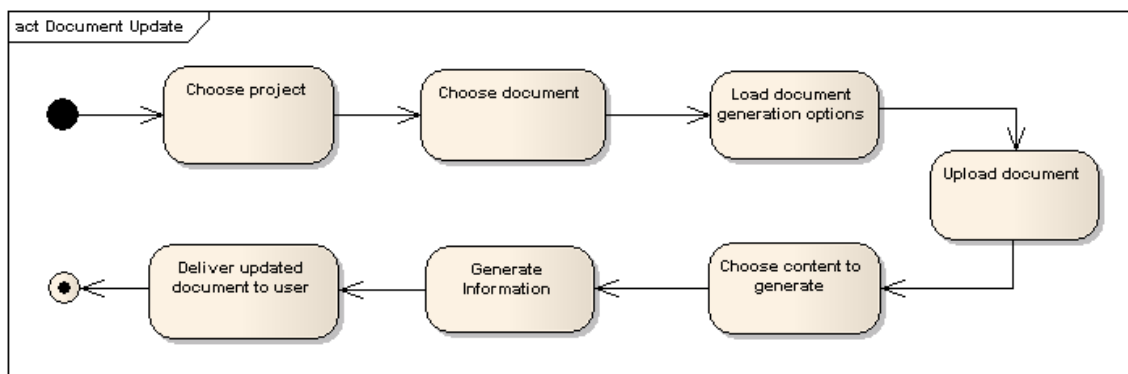 act Document Update
Choose project
Choose document
Load document
generation options
Upload document
Choose content to
generate
Generate
Information
Deliver updated
document to user